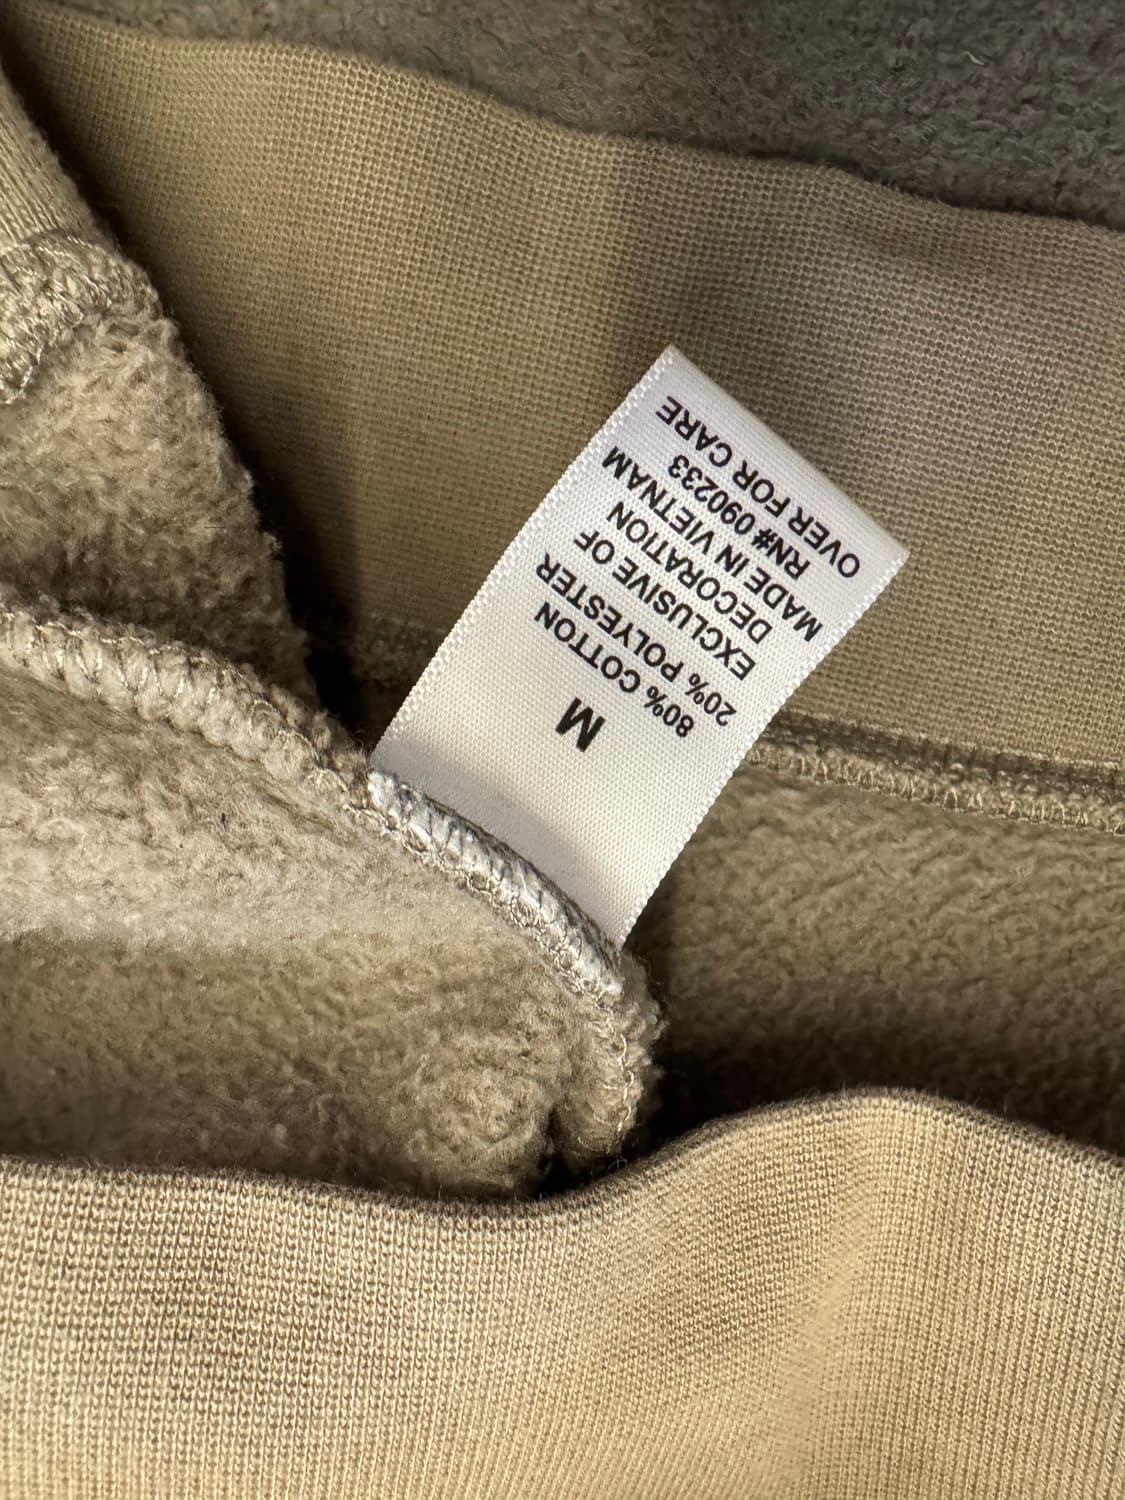 M
80% COTTON
20% POLYESTER
EXCLUSIVE OF
DECORATION
MADE IN VIETNAM
RN# 090233
OVER FOR CARE